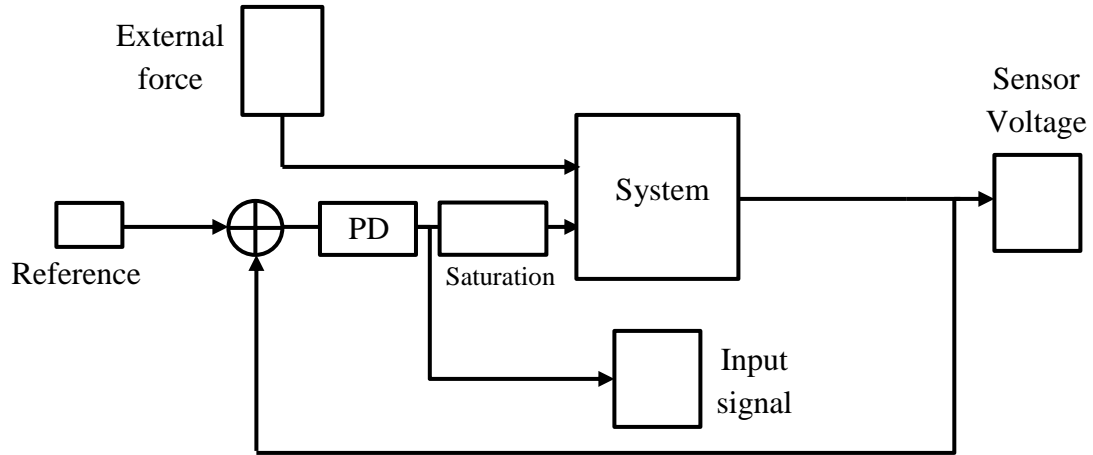 External
force
Sensor
Voltage
System
PD
Reference
Saturation
Input
signal